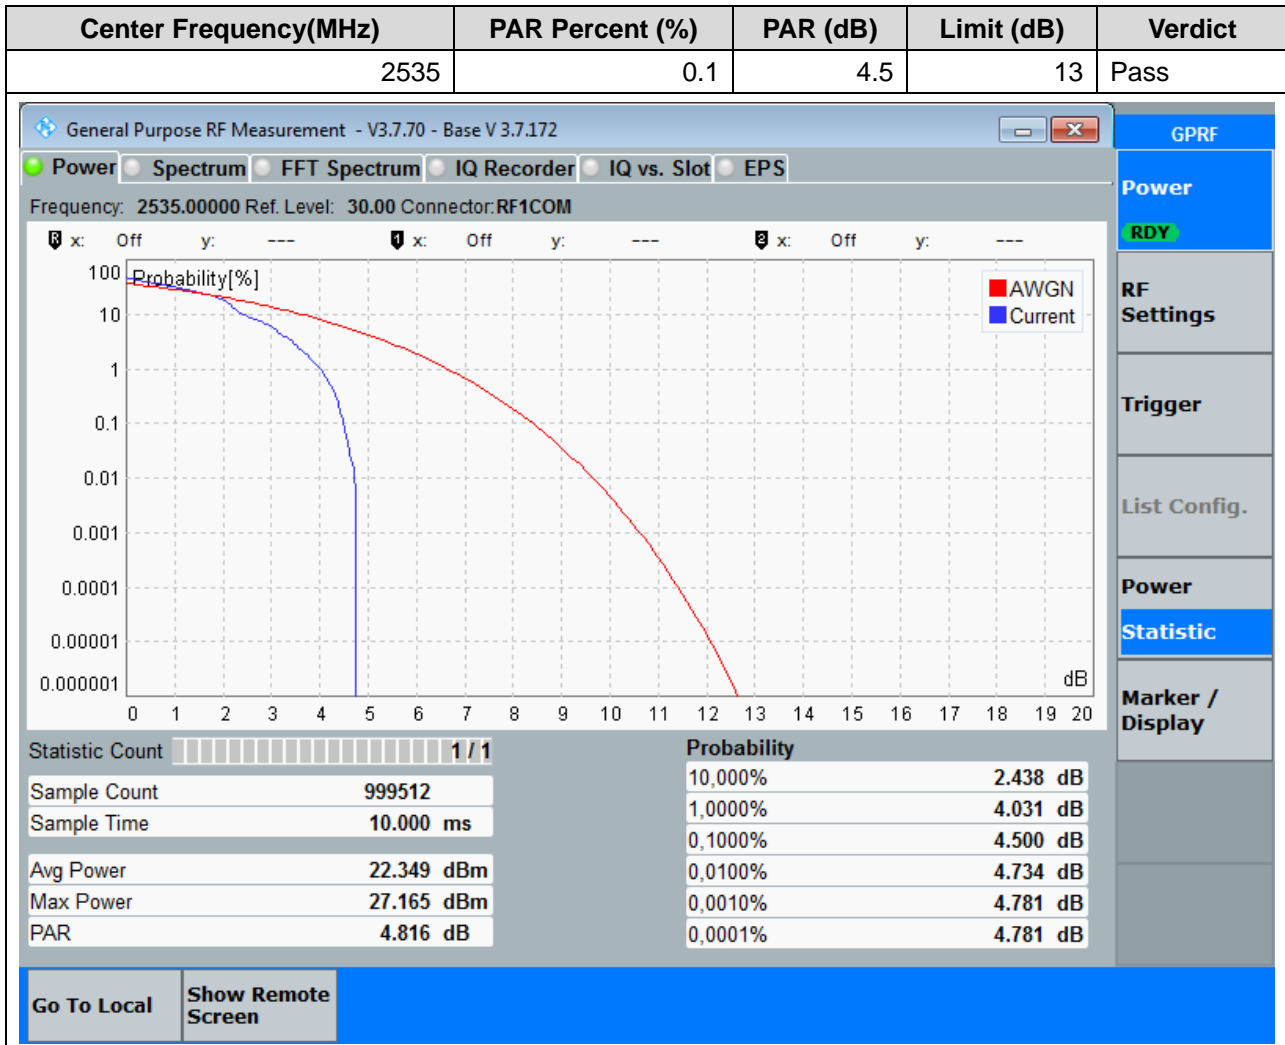 Center Frequency(MHz) PAR Percent (%) PAR (dB) Limit (dB) Verdict
2535 0.1 4.5 13 Pass
General Purpose RF Measurement - V3.7.70 - Base V 3.7.172
GPRF
Power Spectrum FFT Spectrum IQ Recorder IQ vs. Slot EPS
Frequency: 2535.00000 Ref. Level: 30.00 Connector:RF1COM
R x: Off y: --- 1 x: Off y: --- 2 x: Off y: ---
Probability[%]
AWGN
Current
100
10
1
0.1
0.01
0.001
0.0001
0.00001
0.000001
dB
0 1 2 3 4 5 6 7 8 9 10 11 12 13 14 15 16 17 18 19 20
Statistic Count 1 / 1
Sample Count 999512
Sample Time 10.000 ms
Avg Power 22.349 dBm
Max Power 27.165 dBm
PAR 4.816 dB
Probability
10,000% 2.438 dB
1,0000% 4.031 dB
0,1000% 4.500 dB
0,0100% 4.734 dB
0,0010% 4.781 dB
0,0001% 4.781 dB
Power
RDY
RF
Settings
Trigger
List Config.
Power
Statistic
Marker /
Display
Go To Local
Show Remote
Screen